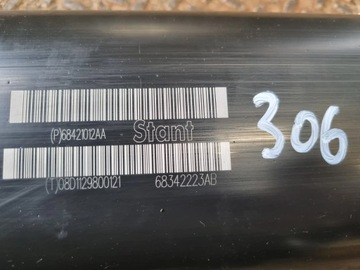 (P)68421012AA
Stant
306
(T)08D1129800121 68342223AB